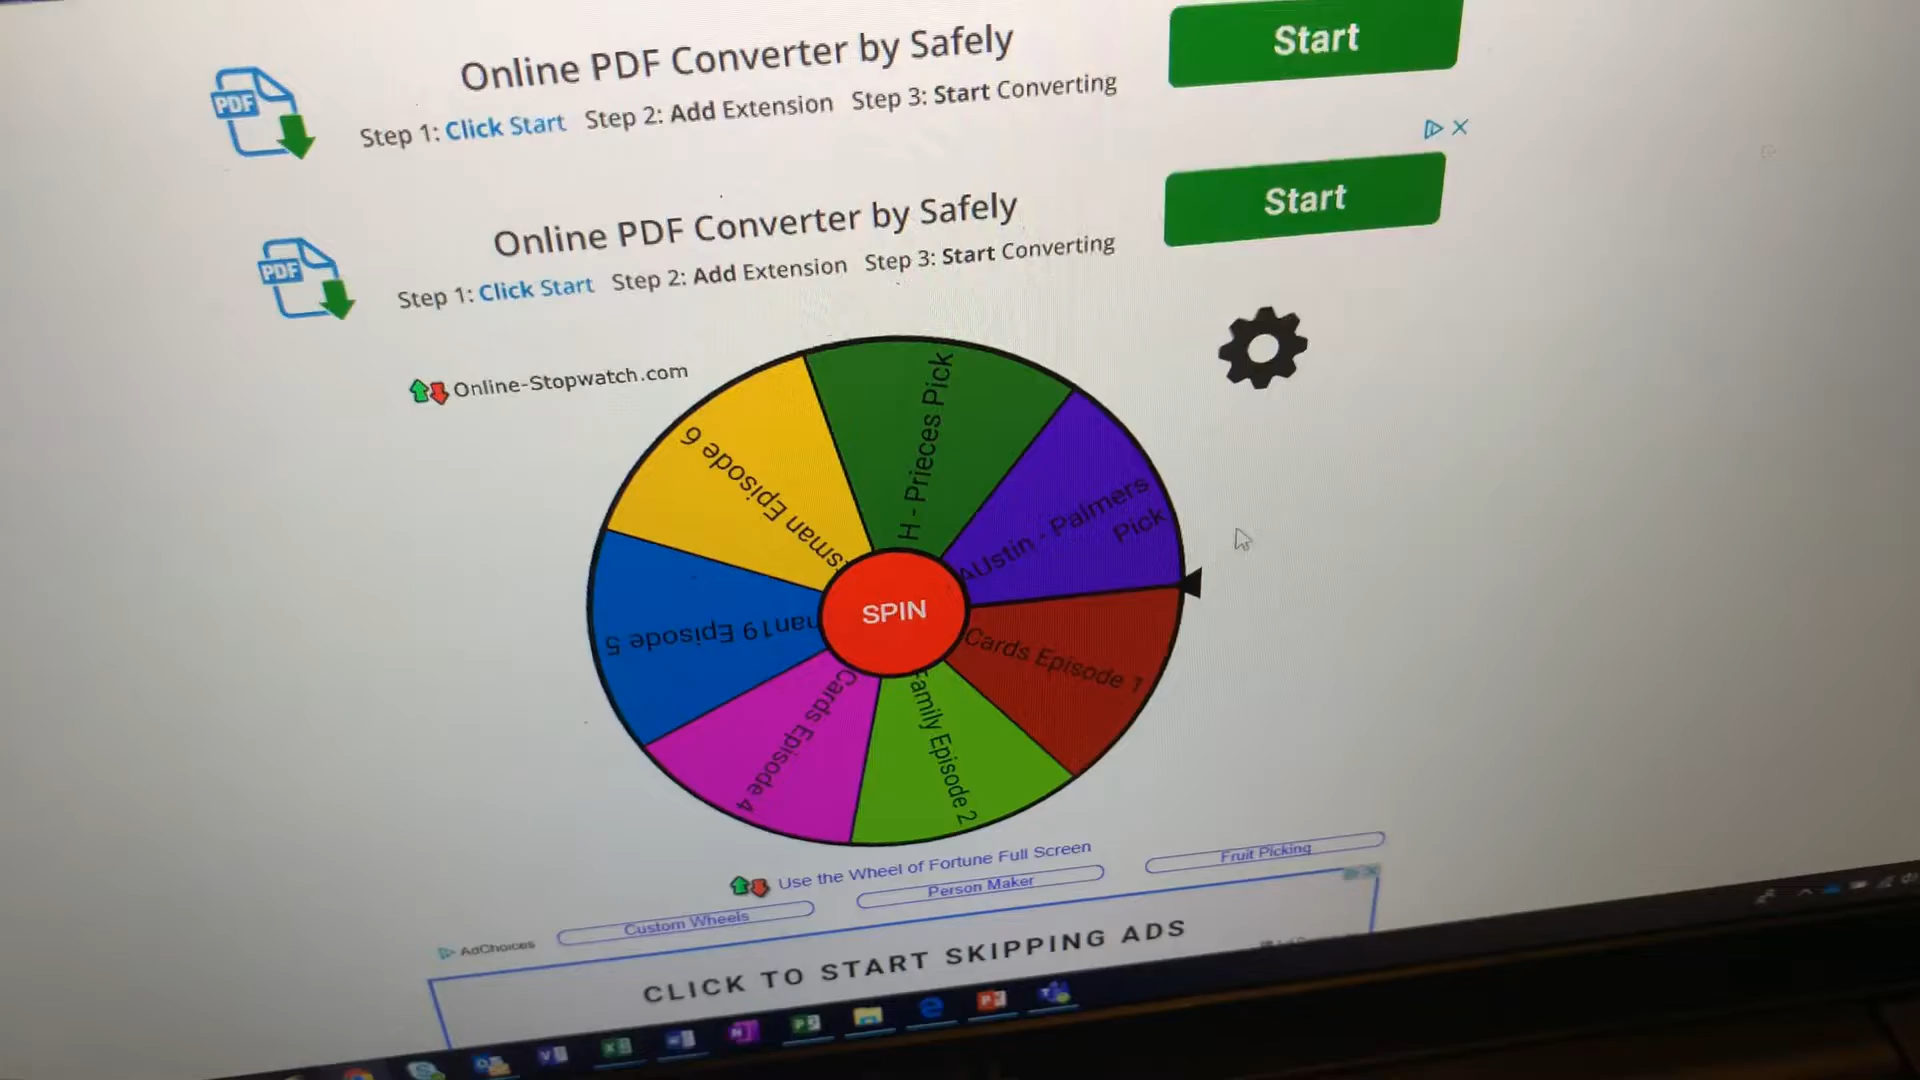 Online PDF Converter by Safely
Start
PDF
Step 1: Click Start Step 2: Add Extension Step 3: Start Converting
Online PDF Converter by Safely
Start
PDF
Step 1: Click Start Step 2: Add Extension Step 3: Start Converting
Online-Stopwatch.com
H - Prieces Pick
AUstin - Palmers
Pick
Cards Episode 1
Family Episode 2
Cards Episode 4
Episode 5
Episode 6
SPIN
Use the Wheel of Fortune Full Screen
Custom Wheels
Person Maker
Fruit Picking
AdChoices
CLICK TO START SKIPPING ADS